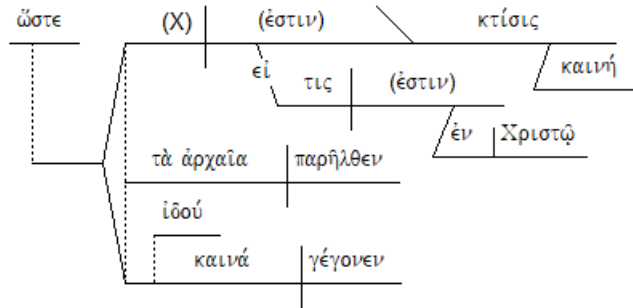 ὥστε (X) (ἐστιν) κτίσις
εἰ τις (ἐστιν) καινή
ἐν Χριστῷ
τὰ ἀρχαῖα παρῆλθεν
ἰδού
καινά γέγονεν